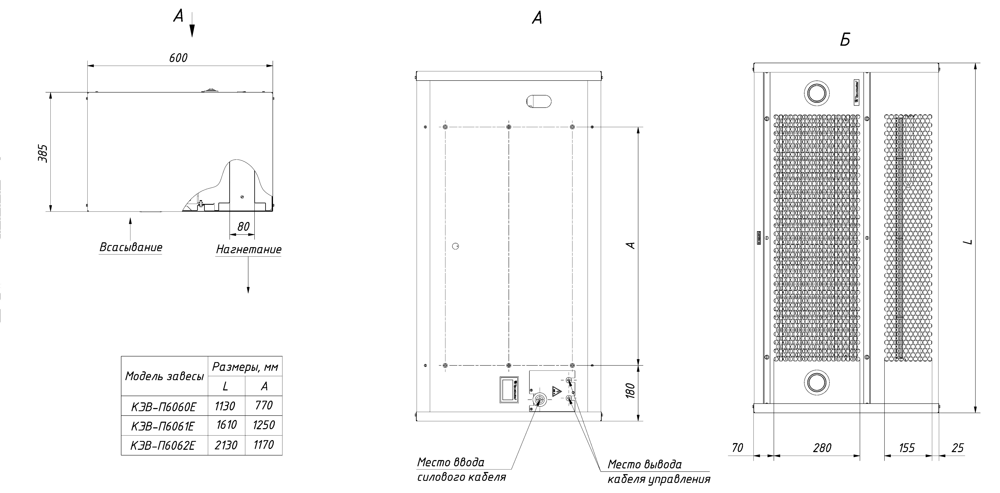 А
600
385
80
Всасывание
Нагнетание
Модель завесы
Размеры, мм
L
А
КЭВ-П6060Е
1130
770
КЭВ-П6061Е
1610
1250
КЭВ-П6062Е
2130
1170
А
А
180
Место ввода
силового кабеля
Место вывода
кабеля управления
Б
L
70
280
155
25